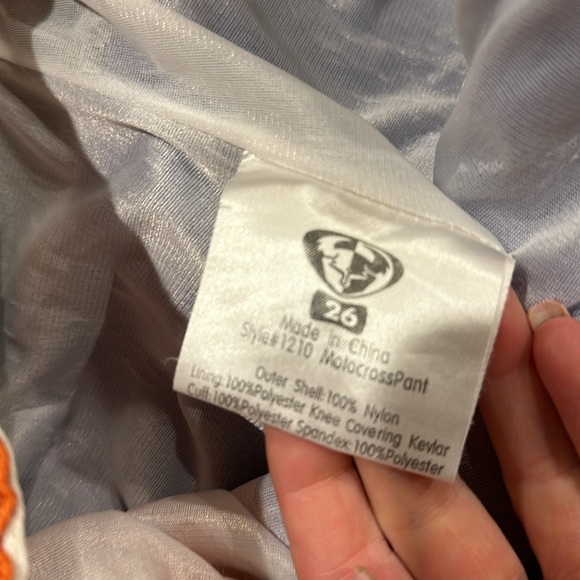 26
Made in China
Style#1210 MotocrossPant
Outer Shell:100% Nylon
Lining:100%Polyester Knee Covering Kevlar
Cuff:100%Polyester Spandex:100%Polyester